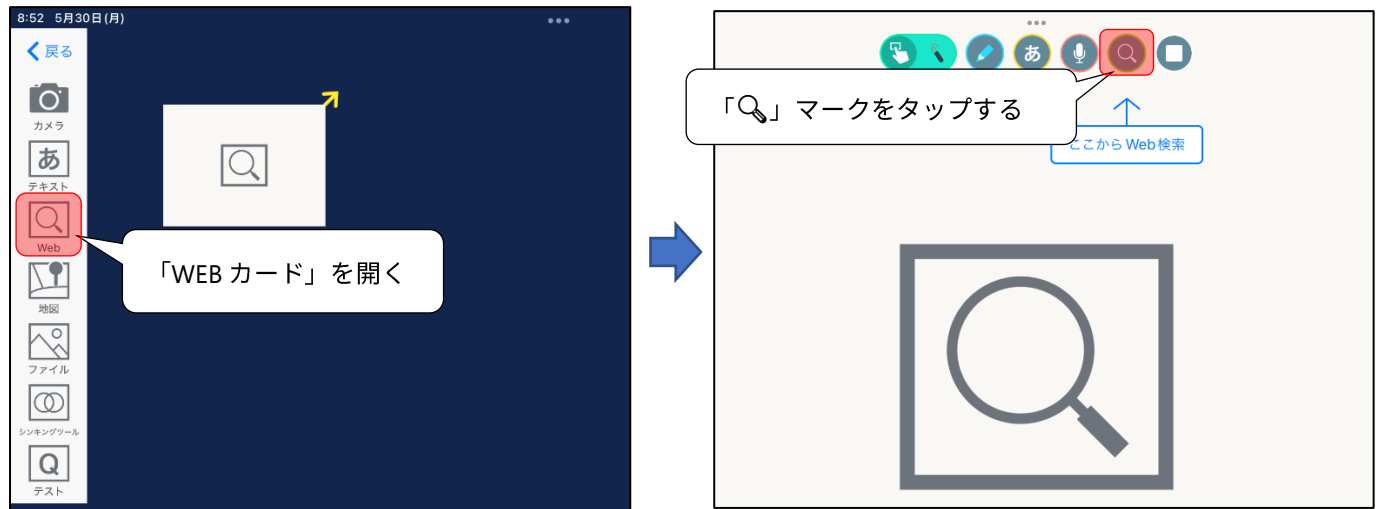 8:52 5月30日(月)
戻る
カメラ
あ
テキスト
Web
地図
ファイル
シンキングツール
Q
テスト
「WEB カード」を開く
あ
「🔍」マークをタップする
ここからWeb検索